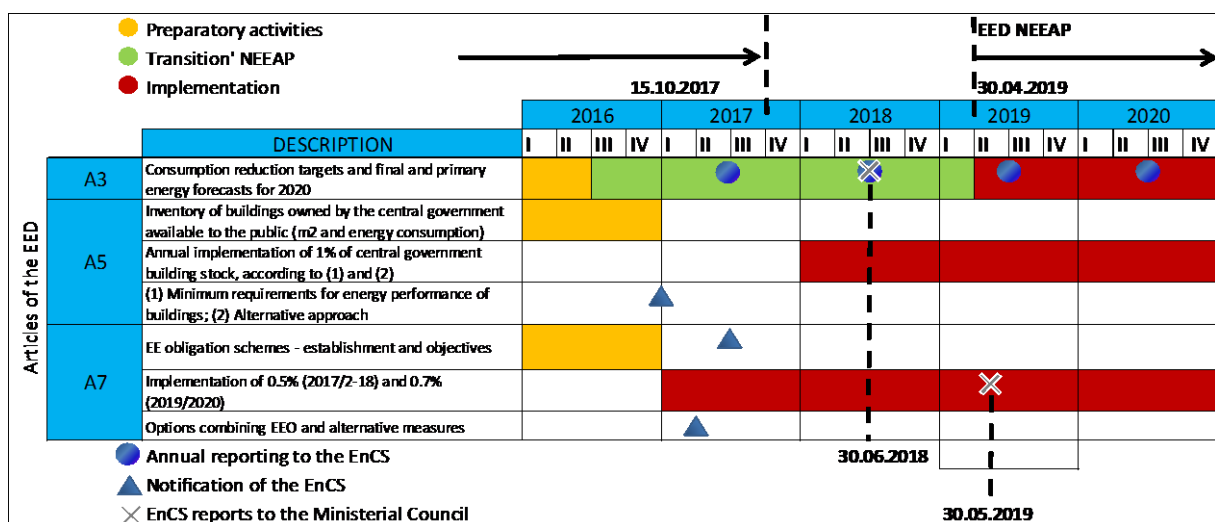 Preparatory activities
EED NEEAP
Transition' NEEAP
Implementation
15.10.2017
30.04.2019
2016 2017 2018 2019 2020
DESCRIPTION
I II III IV I II III IV I II III IV I II III IV I II III IV
Articles of the EED
A3
Consumption reduction targets and final and primary
energy forecasts for 2020
A5
Inventory of buildings owned by the central government
available to the public (m2 and energy consumption)
Annual implementation of 1% of central government
building stock, according to (1) and (2)
(1) Minimum requirements for energy performance of
buildings; (2) Alternative approach
A7
EE obligation schemes - establishment and objectives
Implementation of 0.5% (2017/2-18) and 0.7%
(2019/2020)
Options combining EEO and alternative measures
Annual reporting to the EnCS
30.06.2018
Notification of the EnCS
EnCS reports to the Ministerial Council
30.05.2019